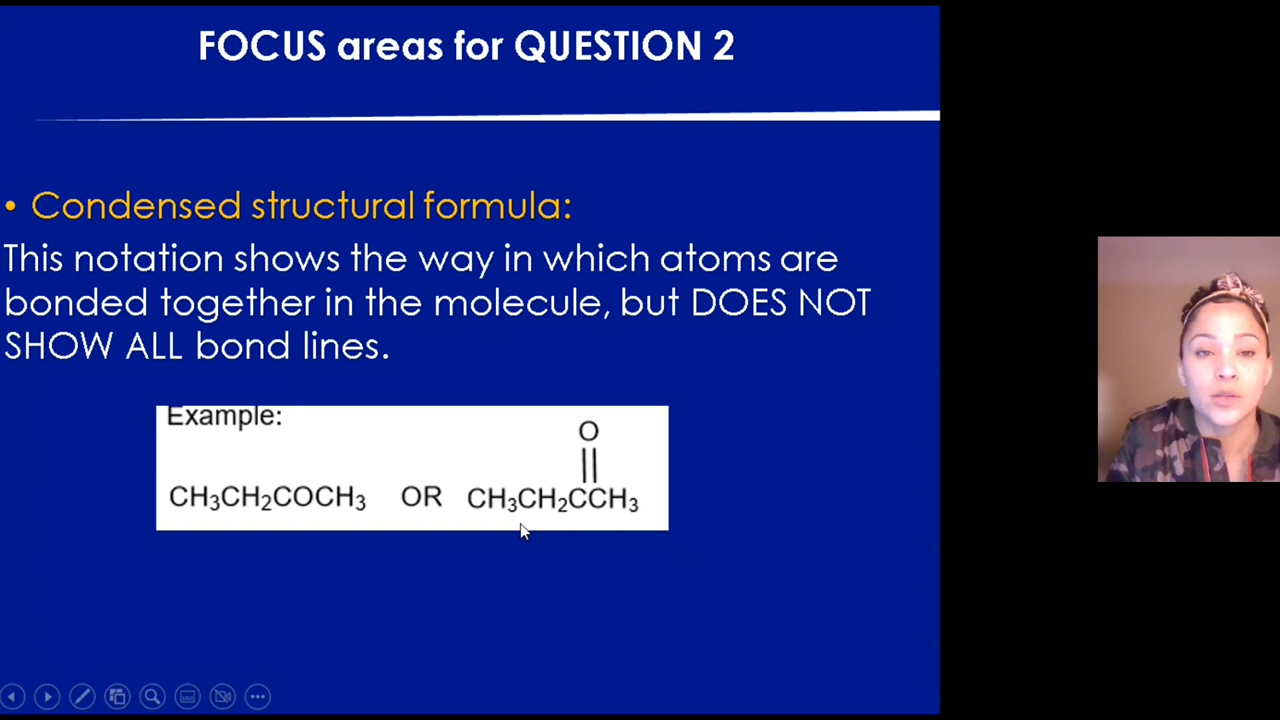 FOCUS areas for QUESTION 2
• Condensed structural formula:
This notation shows the way in which atoms are
bonded together in the molecule, but DOES NOT
SHOW ALL bond lines.
Example:
O
||
CH₃CH₂COCH₃ OR CH₃CH₂CCH₃